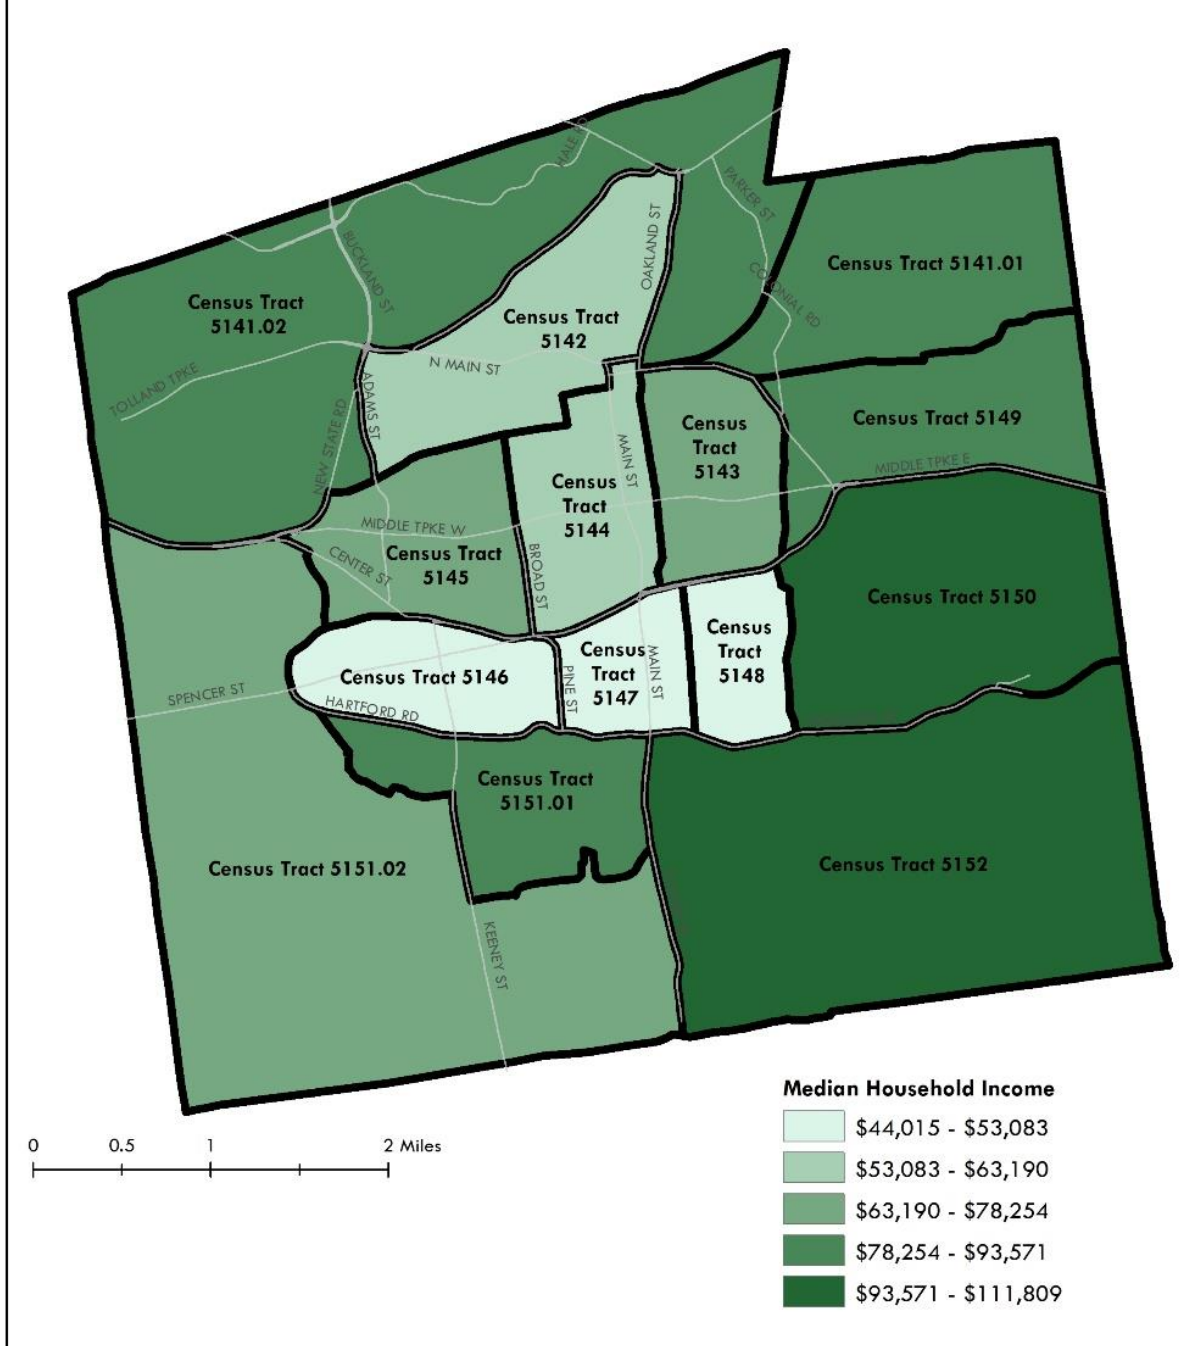 HALE RD
PARKER ST
OAKLAND ST
BUCKLAND ST
COLONIAL RD
Census Tract 5141.01
Census Tract
5141.02
Census Tract
5142
N MAIN ST
TOLLAND TPKE
ADAMS ST
NEW STATE RD
MAIN ST
Census
Tract
5143
Census Tract 5149
MIDDLE TPKE E
Census
Tract
5144
MIDDLE TPKE W
CENTER ST
Census Tract
5145
BROAD ST
Census Tract 5150
Census Tract 5146
Census
Tract
5147
Census
Tract
5148
PINE ST
MAIN ST
SPENCER ST
HARTFORD RD
Census Tract
5151.01
Census Tract 5151.02
Census Tract 5152
KEENEY ST
0 0.5 1 2 Miles
Median Household Income
$44,015 - $53,083
$53,083 - $63,190
$63,190 - $78,254
$78,254 - $93,571
$93,571 - $111,809